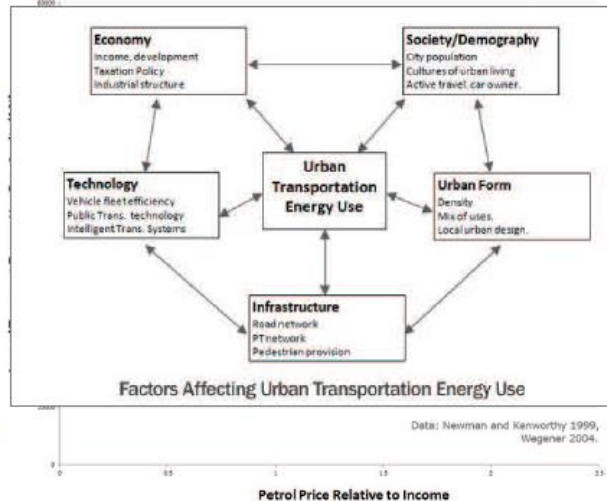 Economy
Income, development
Taxation Policy
Industrial structure
Society/Demography
City population
Cultures of urban living
Active travel, car owner.
Urban
Transportation
Energy Use
Technology
Vehicle fleet efficiency
Public Trans. technology
Intelligent Trans. Systems
Urban Form
Density
Mix of uses.
Local urban design.
Infrastructure
Road network
PT network
Pedestrian provision
Factors Affecting Urban Transportation Energy Use
Data: Newman and Kenworthy 1999,
Wegener 2004.
0
0 0.5 1 1.5 2 2.5
Petrol Price Relative to Income